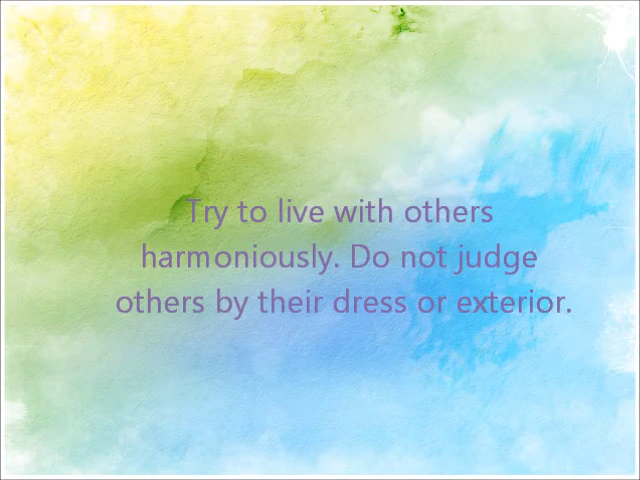 Try to live with others
harmoniously. Do not judge
others by their dress or exterior.